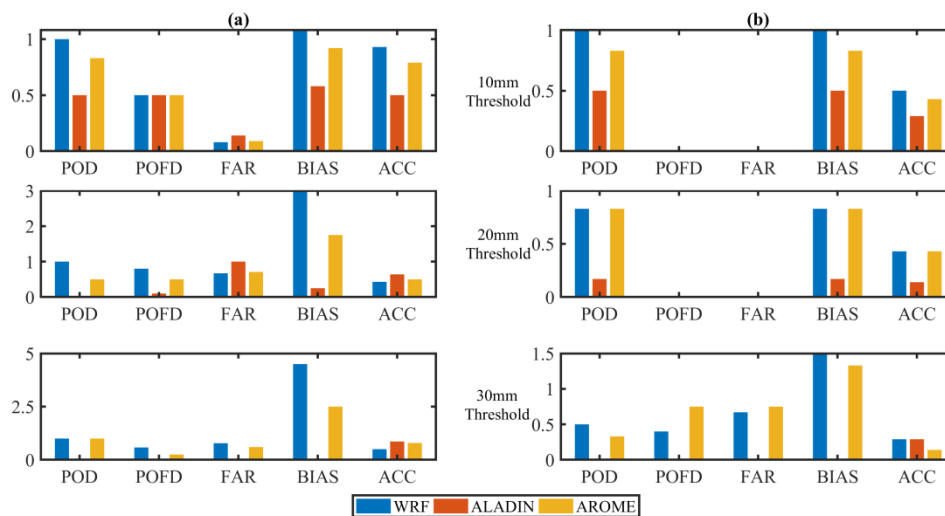 (a)
1
0.5
0
POD POFD FAR BIAS ACC
3
2
1
0
POD POFD FAR BIAS ACC
5
2.5
0
POD POFD FAR BIAS ACC
10mm
Threshold
20mm
Threshold
30mm
Threshold
(b)
1
0.5
0
POD POFD FAR BIAS ACC
1
0.5
0
POD POFD FAR BIAS ACC
1.5
1
0.5
0
POD POFD FAR BIAS ACC
WRF ALADIN AROME